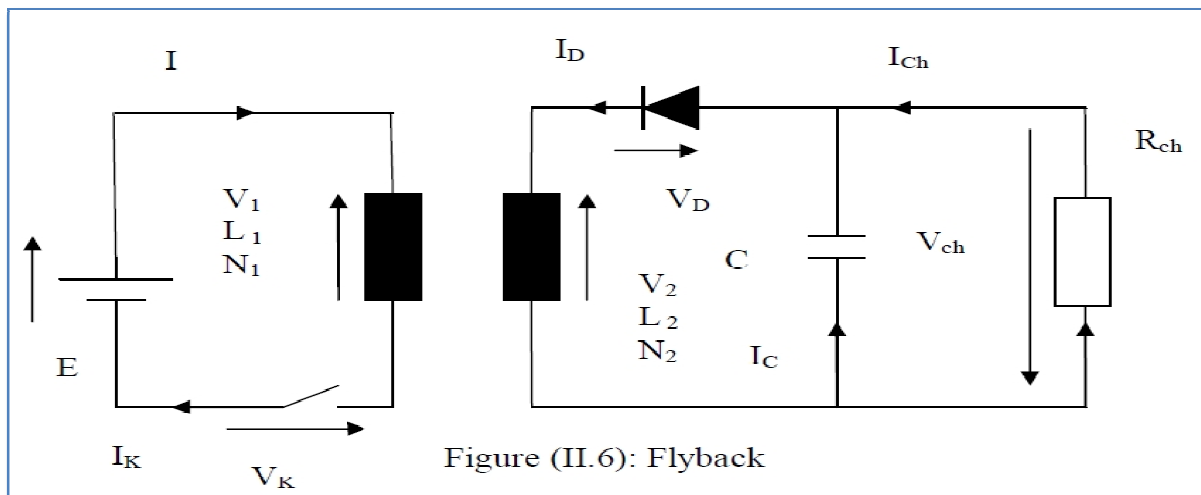 I
I_D
I_Ch
R_ch
V_1
L_1
N_1
V_D
V_ch
C
V_2
L_2
N_2
E
I_C
I_K
V_K
Figure (II.6): Flyback